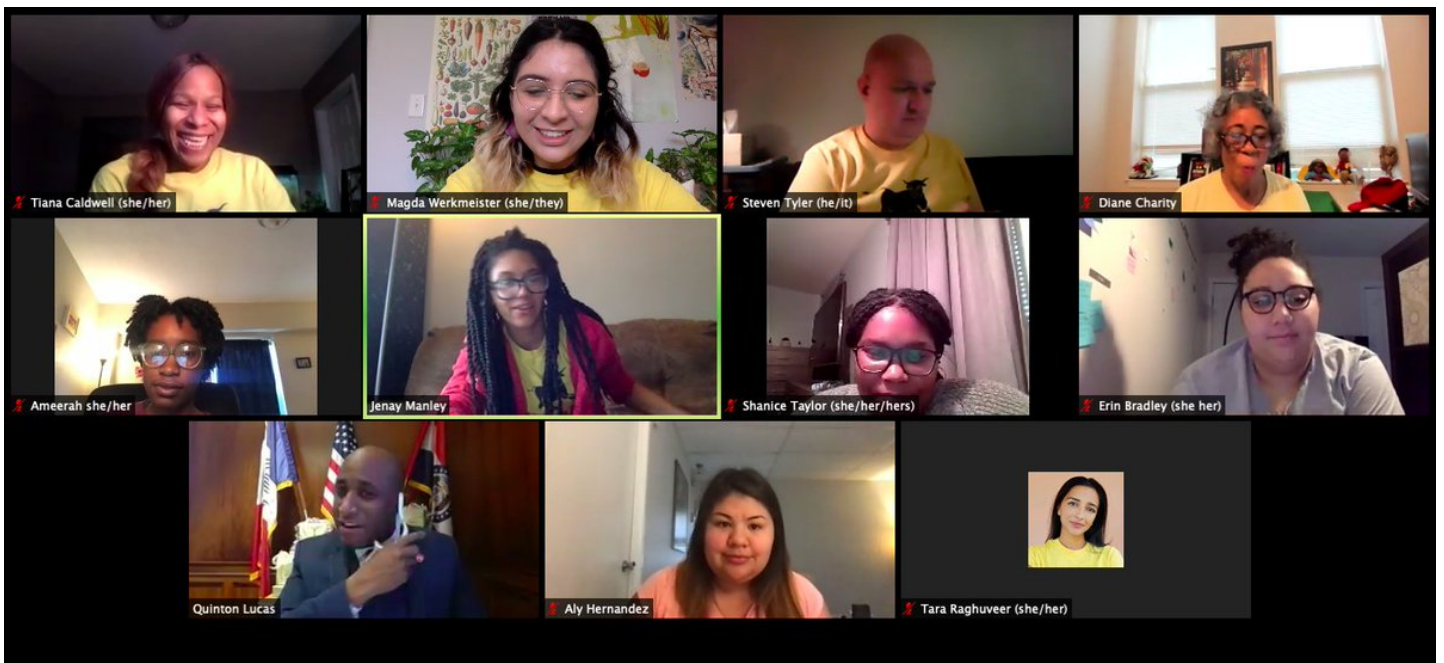 Tiana Caldwell (she/her)
Magda Werkmeister (she/they)
Steven Tyler (he/it)
Diane Charity
Ameerah she/her
Jenay Manley
Shanice Taylor (she/her/hers)
Erin Bradley (she her)
Quinton Lucas
Aly Hernandez
Tara Raghuveer (she/her)